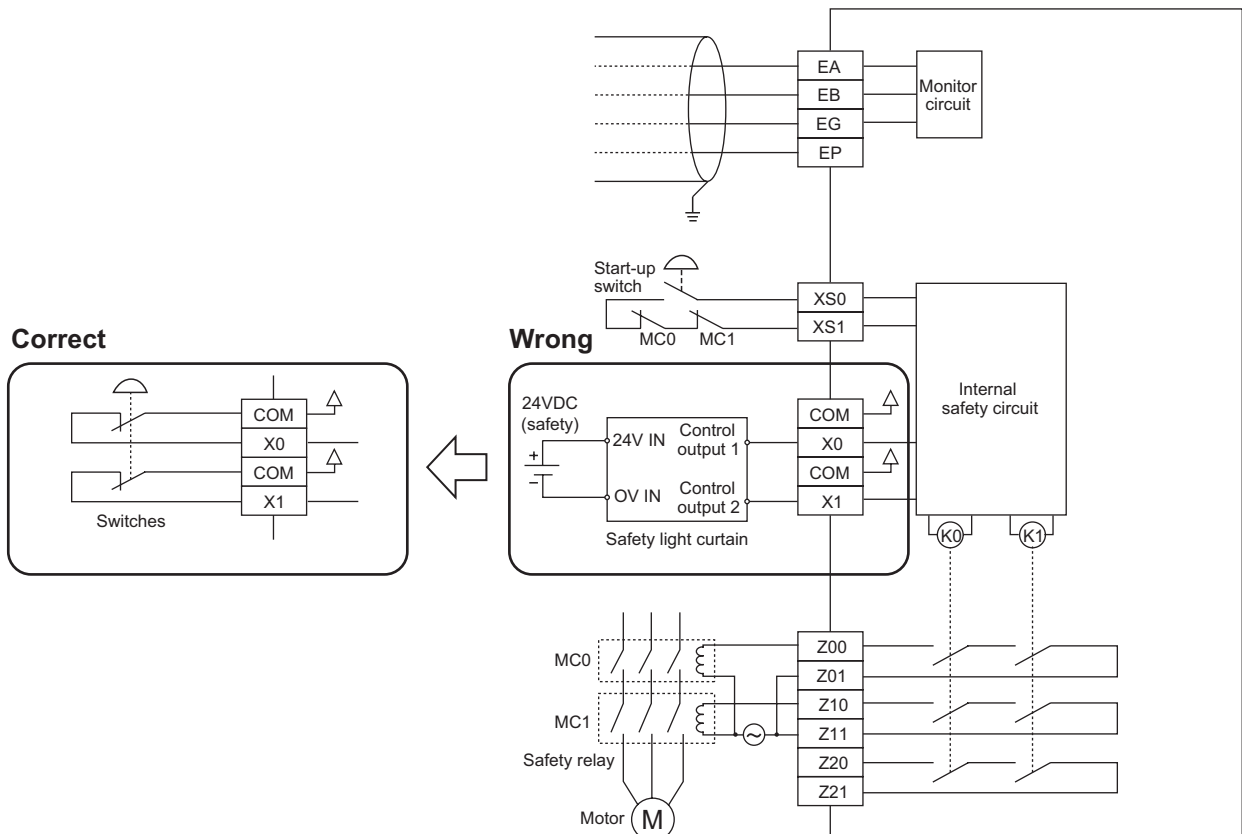 EA
EB
EG
EP
Monitor
circuit
Start-up
switch
MC0
MC1
XS0
XS1
Correct
COM
X0
COM
X1
Switches
Wrong
24VDC
(safety)
+
−
24V IN
OV IN
Control
output 1
Control
output 2
Safety light curtain
COM
X0
COM
X1
Internal
safety circuit
K0
K1
MC0
MC1
Safety relay
Motor
M
~
Z00
Z01
Z10
Z11
Z20
Z21